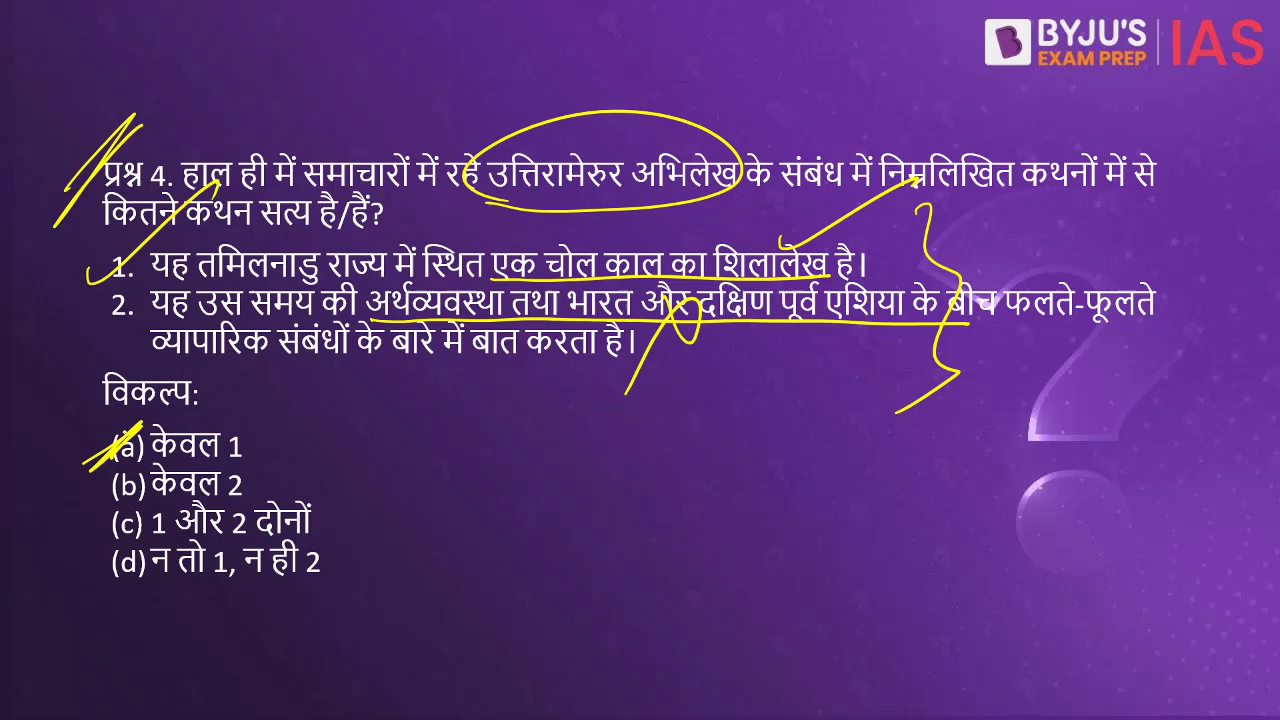 BYJU'S
EXAM PREP
IAS
प्रश्न 4. हाल ही में समाचारों में रहे उत्तिरामेरुर अभिलेख के संबंध में निम्नलिखित कथनों में से
कितने कथन सत्य है/हैं?
1. यह तमिलनाडु राज्य में स्थित एक चोल काल का शिलालेख है।
2. यह उस समय की अर्थव्यवस्था तथा भारत और दक्षिण पूर्व एशिया के बीच फलते-फूलते
व्यापारिक संबंधों के बारे में बात करता है।
विकल्प:
(a) केवल 1
(b) केवल 2
(c) 1 और 2 दोनों
(d) न तो 1, न ही 2